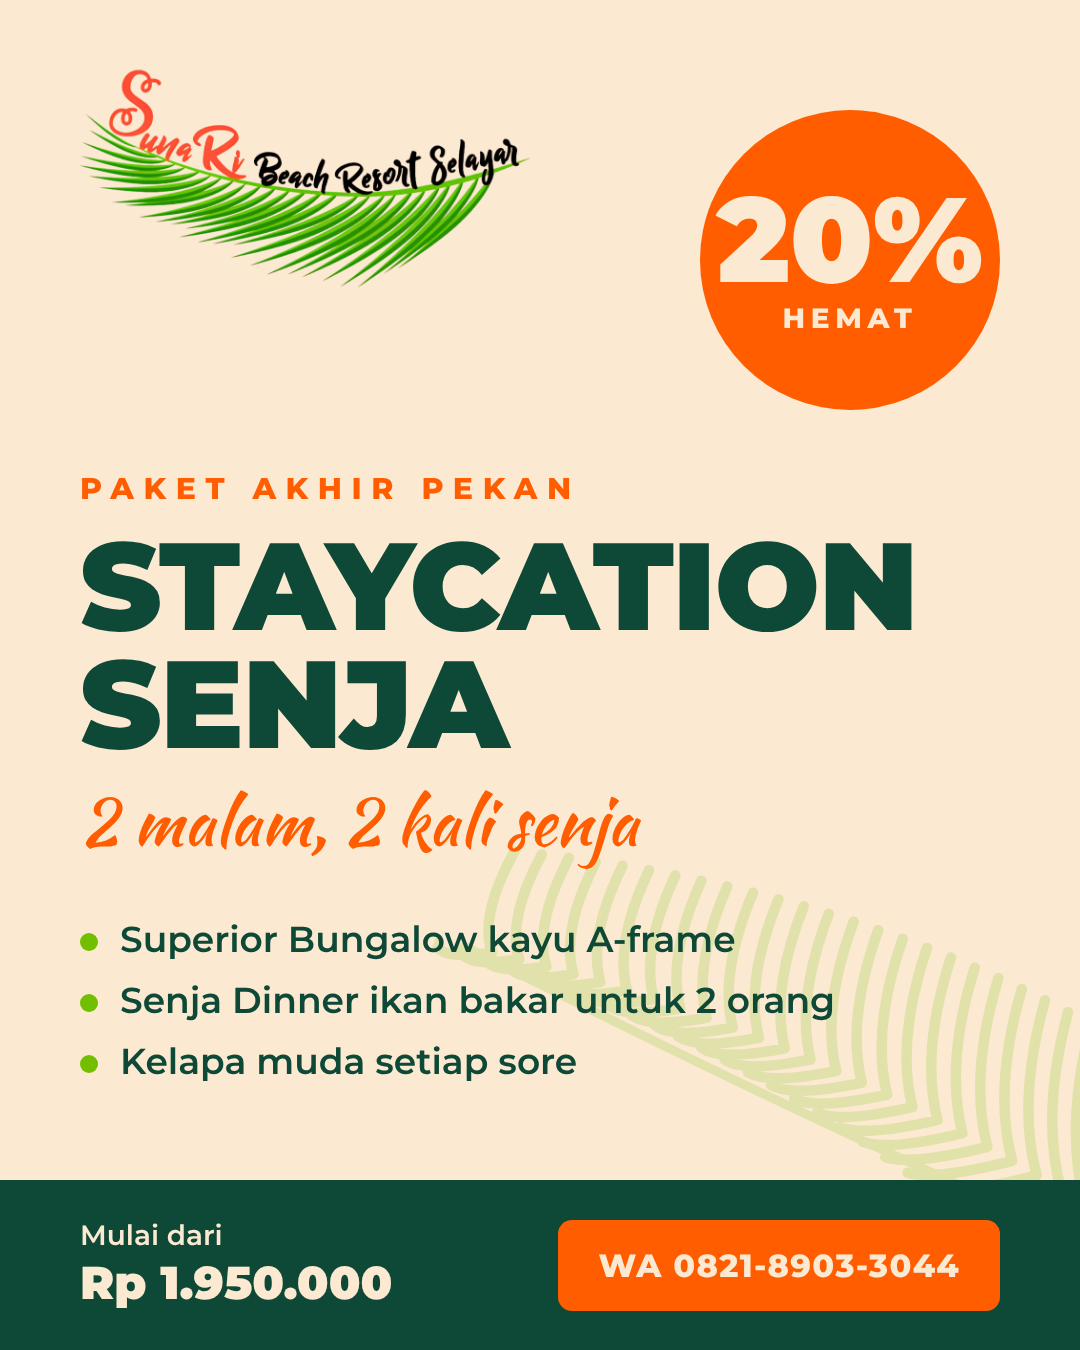 SunaRi Beach Resort Selayar
20%
HEMAT
PAKET AKHIR PEKAN
STAYCATION
SENJA
2 malam, 2 kali senja
Superior Bungalow kayu A-frame
Senja Dinner ikan bakar untuk 2 orang
Kelapa muda setiap sore
Mulai dari
Rp 1.950.000
WA 0821-8903-3044